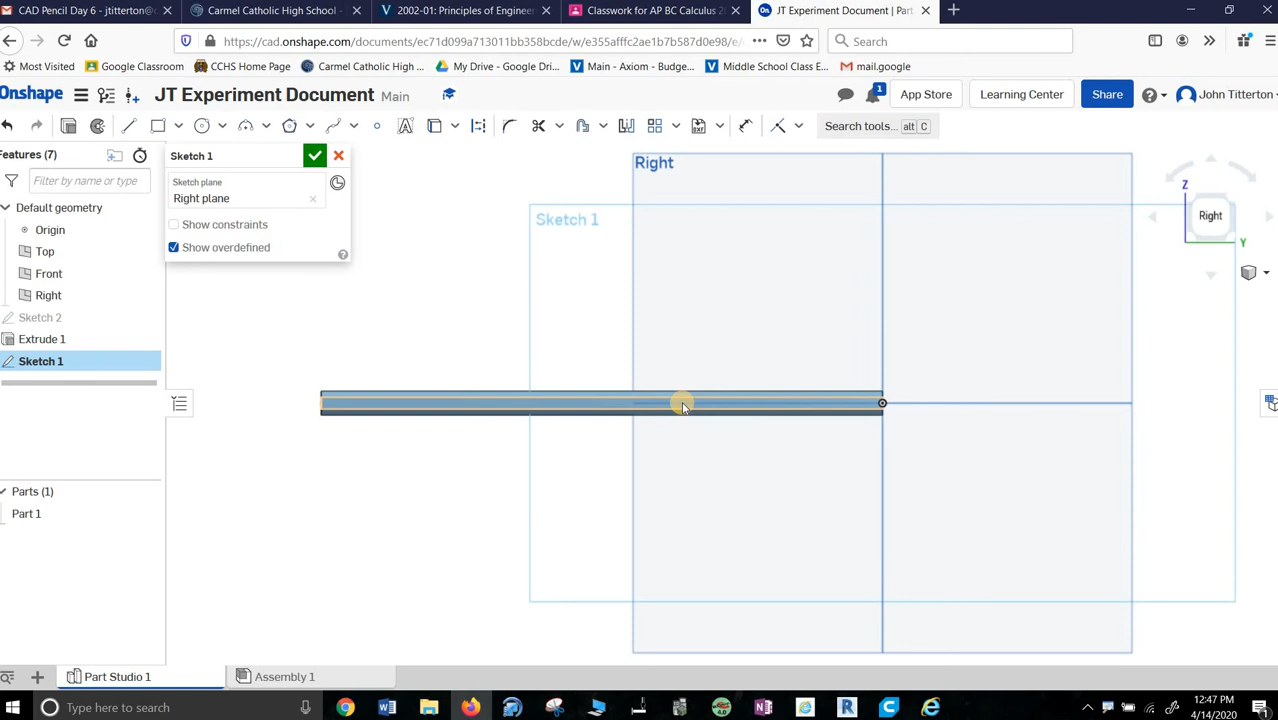 CAD Pencil Day 6 - jtitterton@c
Carmel Catholic High School -
2002-01: Principles of Engineer
Classwork for AP BC Calculus 20
JT Experiment Document | Part
https://cad.onshape.com/documents/ec71d099a713011bb358bcde/w/e355afffc2ae1b7b587d0e98/e/
Search
Most Visited
Google Classroom
CCHS Home Page
Carmel Catholic High ...
My Drive - Google Dri...
Main - Axiom - Budge...
Middle School Class E...
mail.google
Onshape
JT Experiment Document Main
1
App Store
Learning Center
Share
John Titterton
Search tools... alt C
Features (7)
Filter by name or type
Default geometry
Origin
Top
Front
Right
Sketch 2
Extrude 1
Sketch 1
Parts (1)
Part 1
Sketch 1
Sketch plane
Right plane
Show constraints
Show overdefined
Right
Sketch 1
Z
Right
Y
Part Studio 1
Assembly 1
Type here to search
12:47 PM
4/14/2020
1